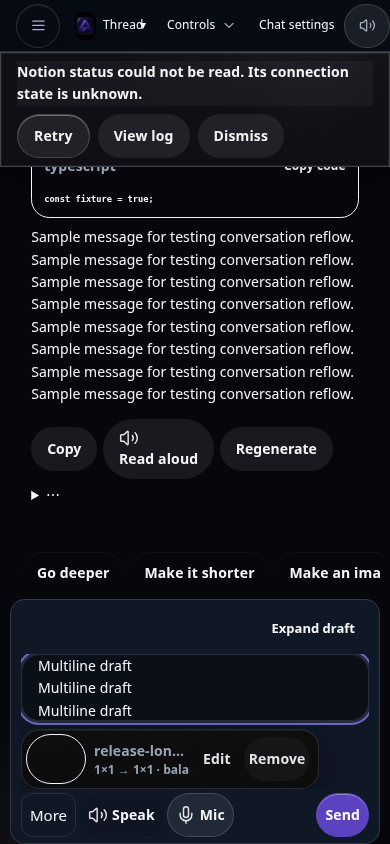 Thread
Controls
Chat settings
Notion status could not be read. Its connection
state is unknown.
Retry
View log
Dismiss
typescript
Copy code
const fixture = true;
Sample message for testing conversation reflow.
Sample message for testing conversation reflow.
Sample message for testing conversation reflow.
Sample message for testing conversation reflow.
Sample message for testing conversation reflow.
Sample message for testing conversation reflow.
Sample message for testing conversation reflow.
Sample message for testing conversation reflow.
Copy
Read aloud
Regenerate
...
Go deeper
Make it shorter
Make an ima
Expand draft
Multiline draft
Multiline draft
Multiline draft
release-lon...
1×1 → 1×1 · bala
Edit
Remove
More
Speak
Mic
Send